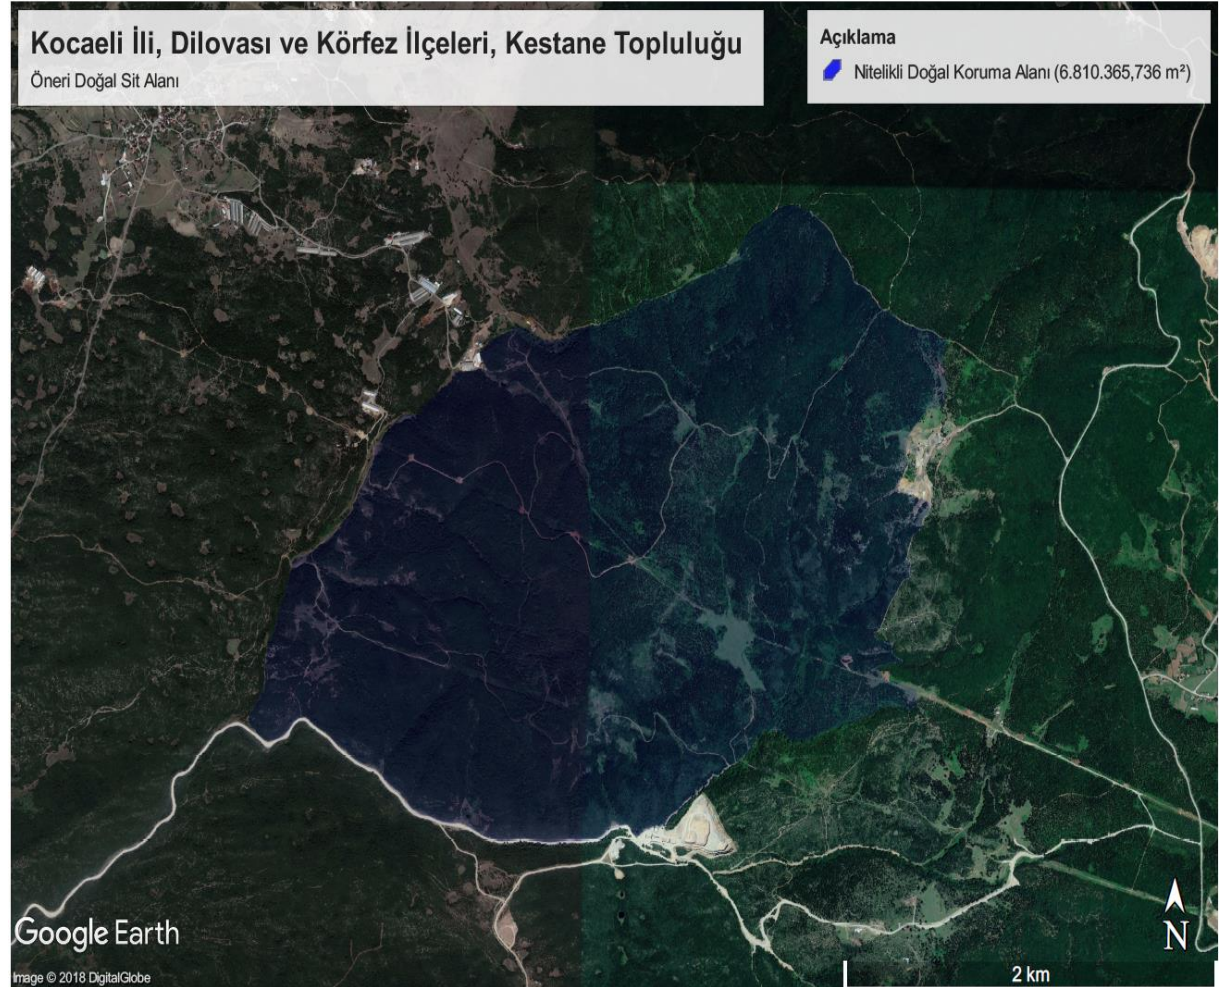 Kocaeli İli, Dilovası ve Körfez İlçeleri, Kestane Topluluğu
Öneri Doğal Sit Alanı
Açıklama
Nitelikli Doğal Koruma Alanı (6.810.365,736 m²)
Google Earth
Image © 2018 DigitalGlobe
N
2 km